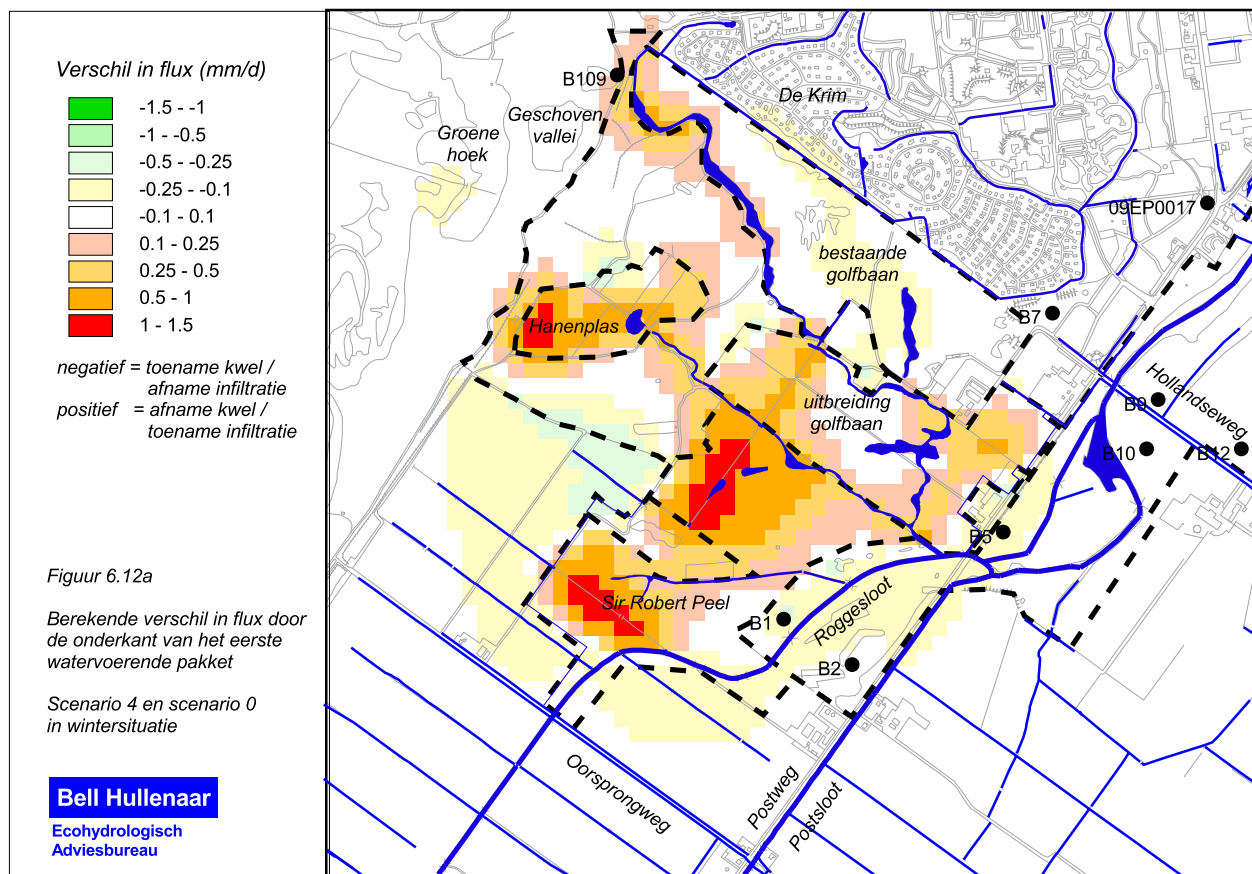 Verschil in flux (mm/d)
-1.5 - -1
-1 - -0.5
-0.5 - -0.25
-0.25 - -0.1
-0.1 - 0.1
0.1 - 0.25
0.25 - 0.5
0.5 - 1
1 - 1.5
negatief = toename kwel /
afname infiltratie
positief = afname kwel /
toename infiltratie
Figuur 6.12a
Berekende verschil in flux door
de onderkant van het eerste
watervoerende pakket
Scenario 4 en scenario 0
in wintersituatie
Bell Hullenaar
Ecohydrologisch
Adviesbureau
B109
De Krim
Geschoven
vallei
Groene
hoek
09EP0017
bestaande
golfbaan
B7
Hanenplas
Hollandseweg
B9
uitbreiding
golfbaan
B10
B12
B5
Sir Robert Peel
B1
Roggesloot
B2
Oorsprongweg
Postweg
Postsloot